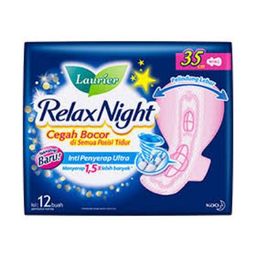 Laurier
35
cm
Relax Night
Cegah Bocor
di Semua Posisi Tidur
Baru!
Inti Penyerap Ultra
Menyerap 1,5x lebih banyak*
isi: 12 buah
Kao